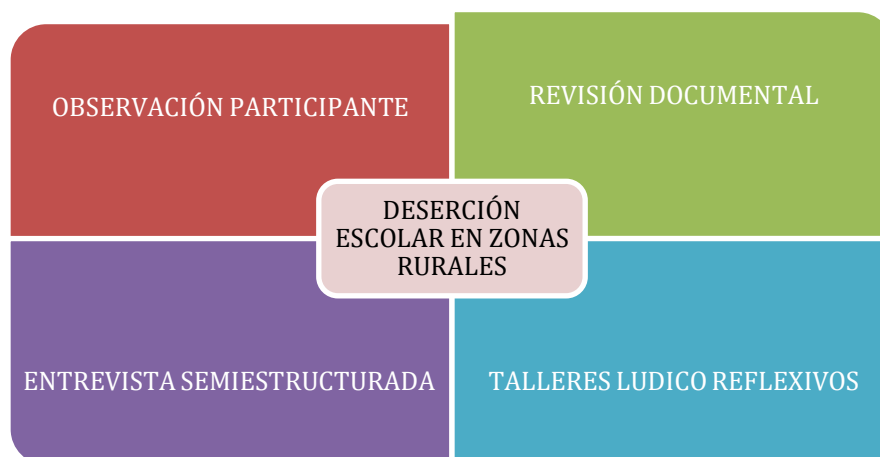 OBSERVACIÓN PARTICIPANTE
REVISIÓN DOCUMENTAL
DESERCIÓN
ESCOLAR EN ZONAS
RURALES
ENTREVISTA SEMIESTRUCTURADA
TALLERES LUDICO REFLEXIVOS